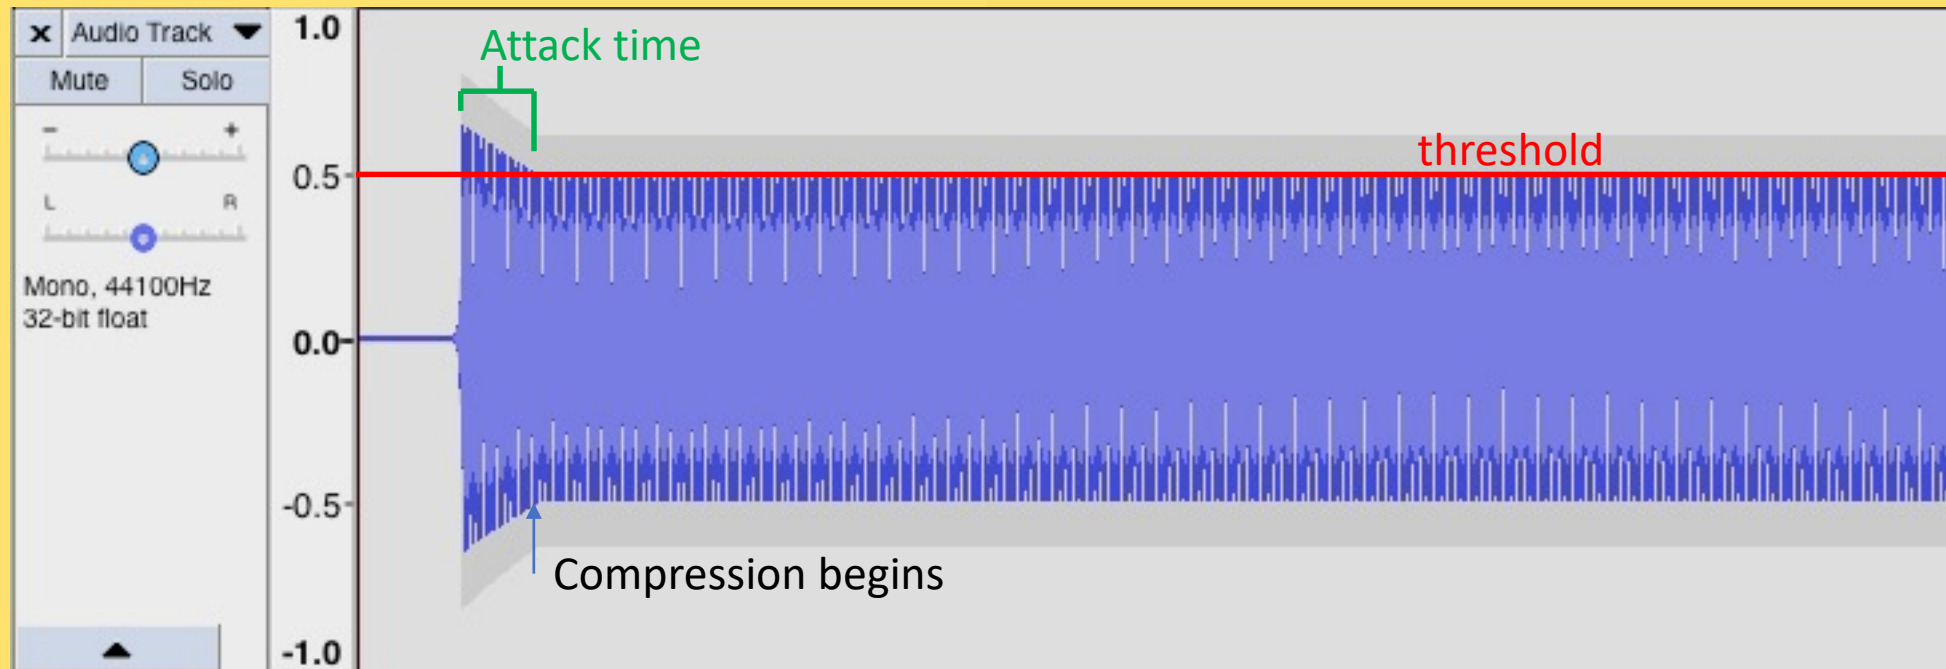 x Audio Track
Mute Solo
- +
L R
Mono, 44100Hz
32-bit float
1.0
0.5
0.0
-0.5
-1.0
Attack time
threshold
Compression begins